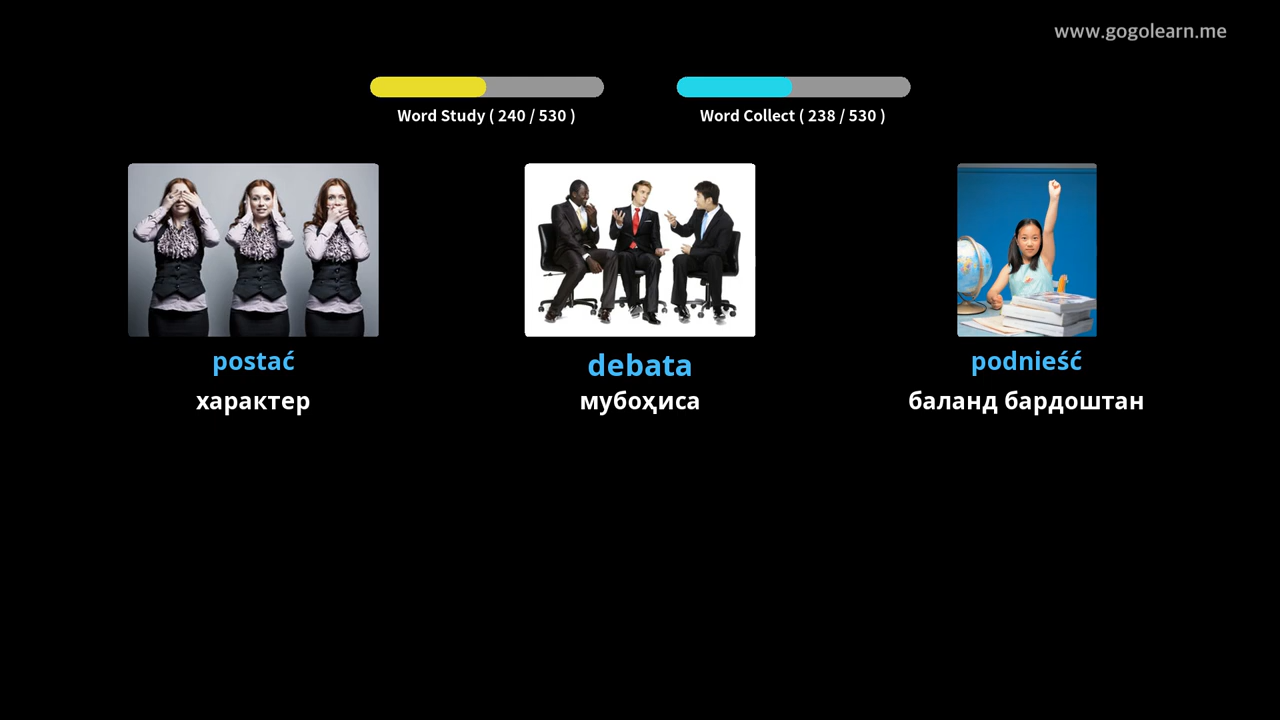 www.gogolearn.me
Word Study ( 240 / 530 )
Word Collect ( 238 / 530 )
postać
debata
podnieść
характер
мубоҳиса
баланд бардоштан